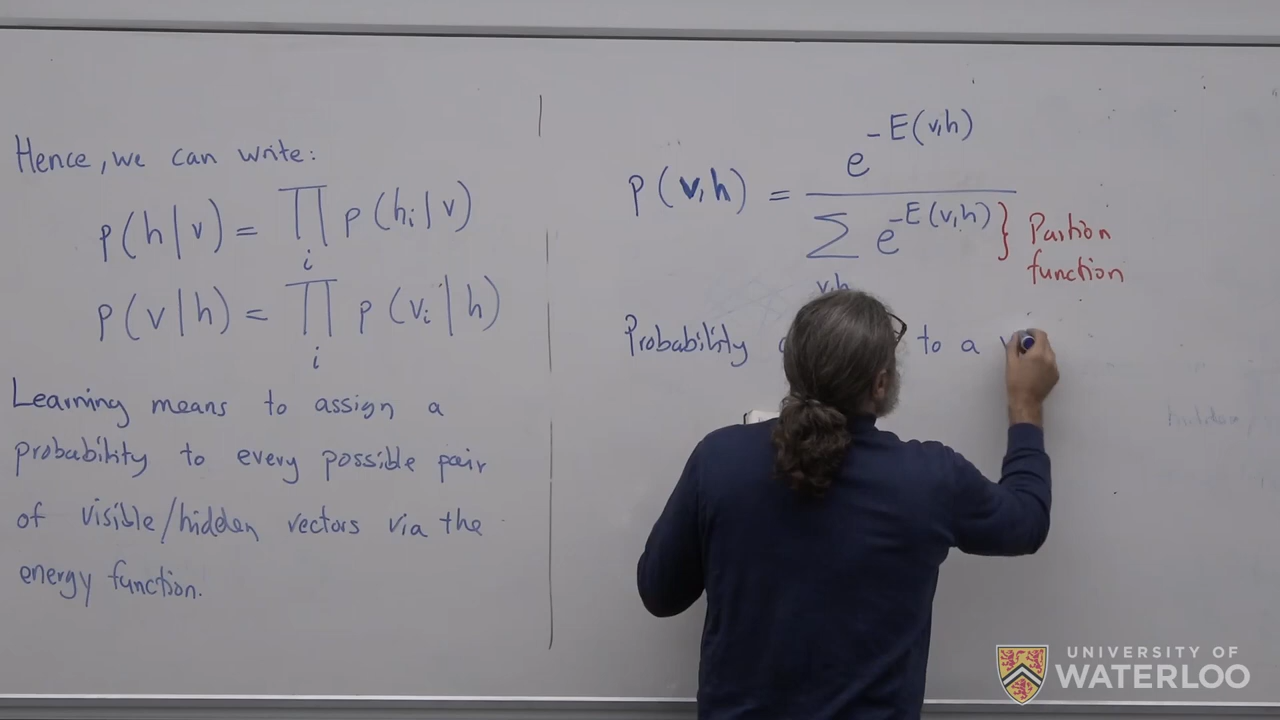 Hence, we can write:
p(h|v) = ∏ p(hᵢ|v)
i
p(v|h) = ∏ p(vᵢ|h)
i
Learning means to assign a
probability to every possible pair
of visible/hidden vectors via the
energy function.
p(v,h) = e^{-E(v,h)}
∑ e^{-E(v,h)} } Partion
function
v,h
Probability to a
UNIVERSITY OF
WATERLOO